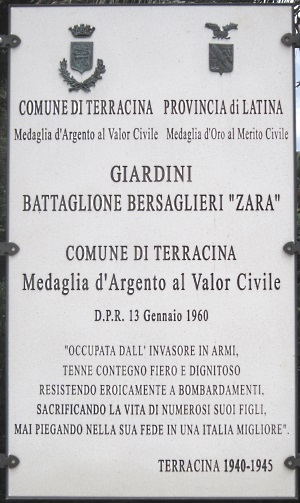 COMUNE DI TERRACINA PROVINCIA di LATINA
Medaglia d'Argento al Valor Civile Medaglia d'Oro al Merito Civile
GIARDINI
BATTAGLIONE BERSAGLIERI "ZARA"
COMUNE DI TERRACINA
Medaglia d'Argento al Valor Civile
D.P.R. 13 Gennaio 1960
"OCCUPATA DALL' INVASORE IN ARMI,
TENNE CONTEGNO FIERO E DIGNITOSO
RESISTENDO EROICAMENTE A BOMBARDAMENTI,
SACRIFICANDO LA VITA DI NUMEROSI SUOI FIGLI,
MAI PIEGANDO NELLA SUA FEDE IN UNA ITALIA MIGLIORE".
TERRACINA 1940-1945